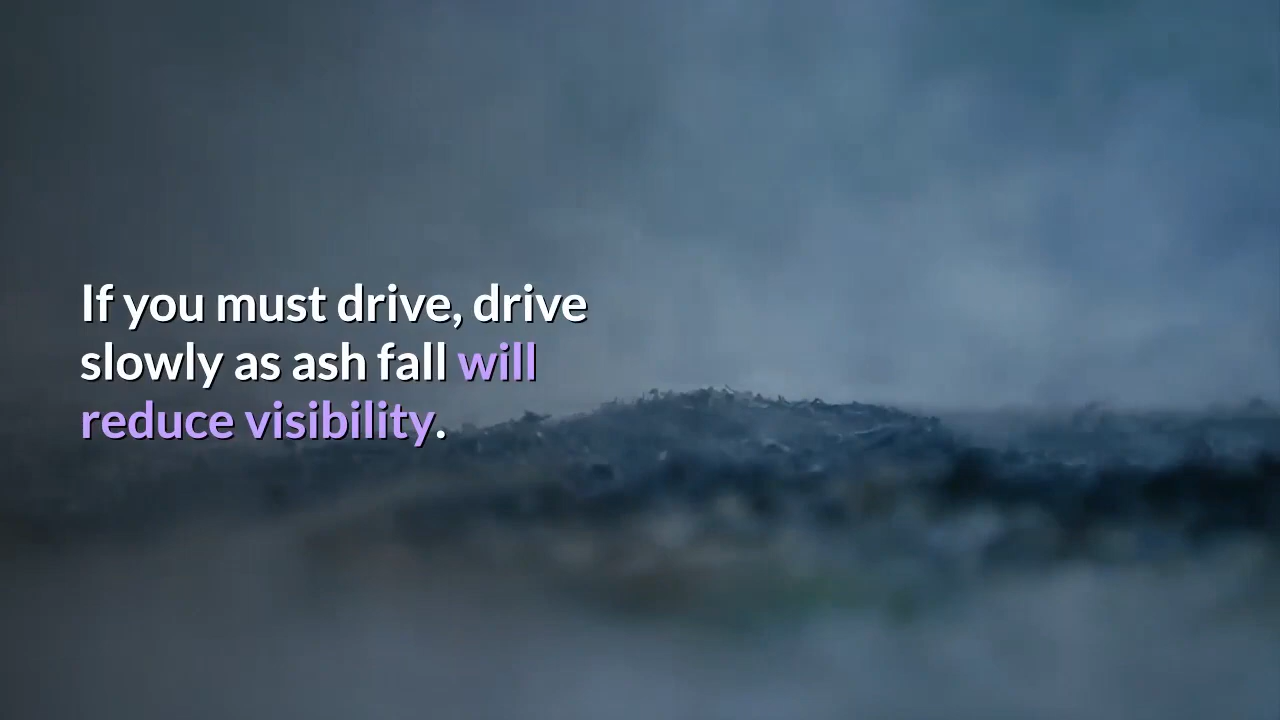 If you must drive, drive
slowly as ash fall will
reduce visibility.